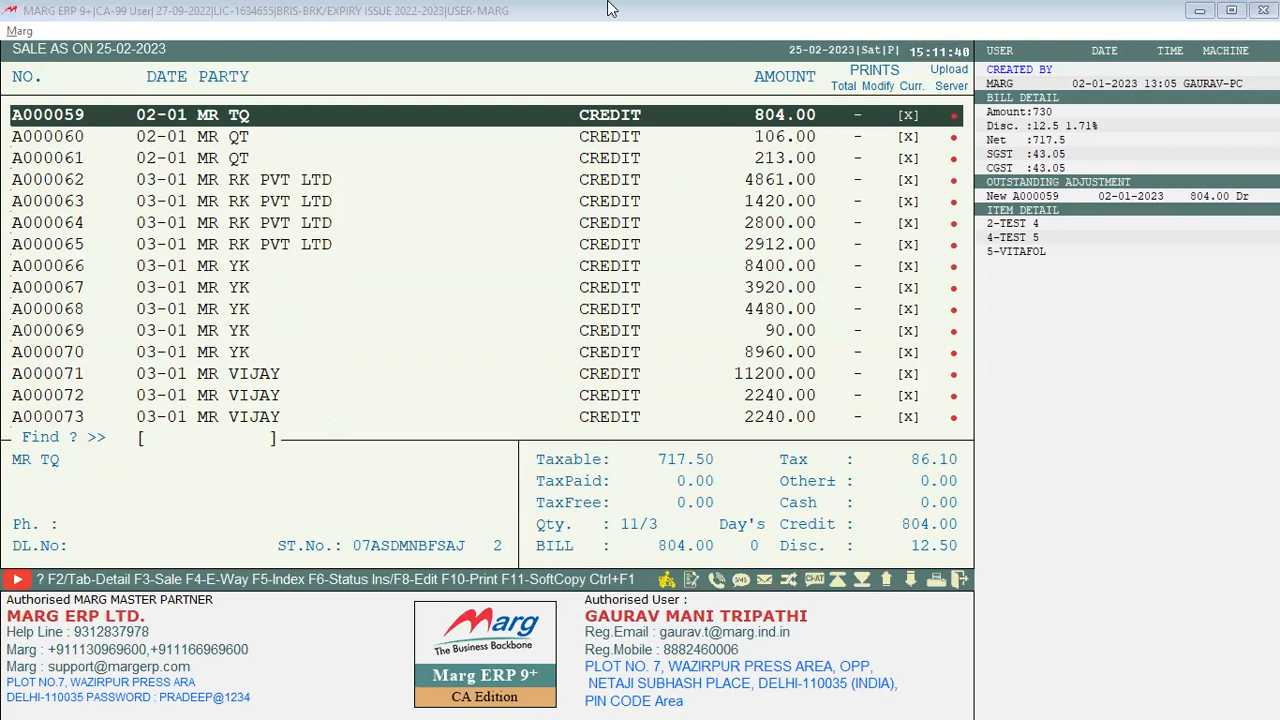 MARG ERP 9+|CA-99 User| 27-09-2022|LIC-1634655|BRIS-BRK/EXPIRY ISSUE 2022-2023|USER-MARG
Marg
SALE AS ON 25-02-2023 25-02-2023|Sat|P| 15:11:40
NO. DATE PARTY AMOUNT PRINTS Upload
Total Modify Curr. Server
A000059 02-01 MR TQ CREDIT 804.00 - [X]
A000060 02-01 MR QT CREDIT 106.00 - [X]
A000061 02-01 MR QT CREDIT 213.00 - [X]
A000062 03-01 MR RK PVT LTD CREDIT 4861.00 - [X]
A000063 03-01 MR RK PVT LTD CREDIT 1420.00 - [X]
A000064 03-01 MR RK PVT LTD CREDIT 2800.00 - [X]
A000065 03-01 MR RK PVT LTD CREDIT 2912.00 - [X]
A000066 03-01 MR YK CREDIT 8400.00 - [X]
A000067 03-01 MR YK CREDIT 3920.00 - [X]
A000068 03-01 MR YK CREDIT 4480.00 - [X]
A000069 03-01 MR YK CREDIT 90.00 - [X]
A000070 03-01 MR YK CREDIT 8960.00 - [X]
A000071 03-01 MR VIJAY CREDIT 11200.00 - [X]
A000072 03-01 MR VIJAY CREDIT 2240.00 - [X]
A000073 03-01 MR VIJAY CREDIT 2240.00 - [X]
Find ? >> [ ]
MR TQ
Ph. :
DL.No: ST.No.: 07ASDMNBFSAJ 2
Taxable: 717.50 Tax : 86.10
TaxPaid: 0.00 Other± : 0.00
TaxFree: 0.00 Cash : 0.00
Qty. : 11/3 Day's Credit : 804.00
BILL : 804.00 0 Disc. : 12.50
? F2/Tab-Detail F3-Sale F4-E-Way F5-Index F6-Status Ins/F8-Edit F10-Print F11-SoftCopy Ctrl+F1
SMS
CHAT
USER DATE TIME MACHINE
CREATED BY
MARG 02-01-2023 13:05 GAURAV-PC
BILL DETAIL
Amount:730
Disc. :12.5 1.71%
Net :717.5
SGST :43.05
CGST :43.05
OUTSTANDING ADJUSTMENT
New A000059 02-01-2023 804.00 Dr
ITEM DETAIL
2-TEST 4
4-TEST 5
5-VITAFOL
Authorised MARG MASTER PARTNER
MARG ERP LTD.
Help Line : 9312837978
Marg : +911130969600,+911166969600
Marg : support@margerp.com
PLOT NO.7, WAZIRPUR PRESS ARA
DELHI-110035 PASSWORD : PRADEEP@1234
Marg
The Business Backbone
Marg ERP 9+
CA Edition
Authorised User :
GAURAV MANI TRIPATHI
Reg.Email : gaurav.t@marg.ind.in
Reg.Mobile : 8882460006
PLOT NO. 7, WAZIRPUR PRESS AREA, OPP,
NETAJI SUBHASH PLACE, DELHI-110035 (INDIA),
PIN CODE Area